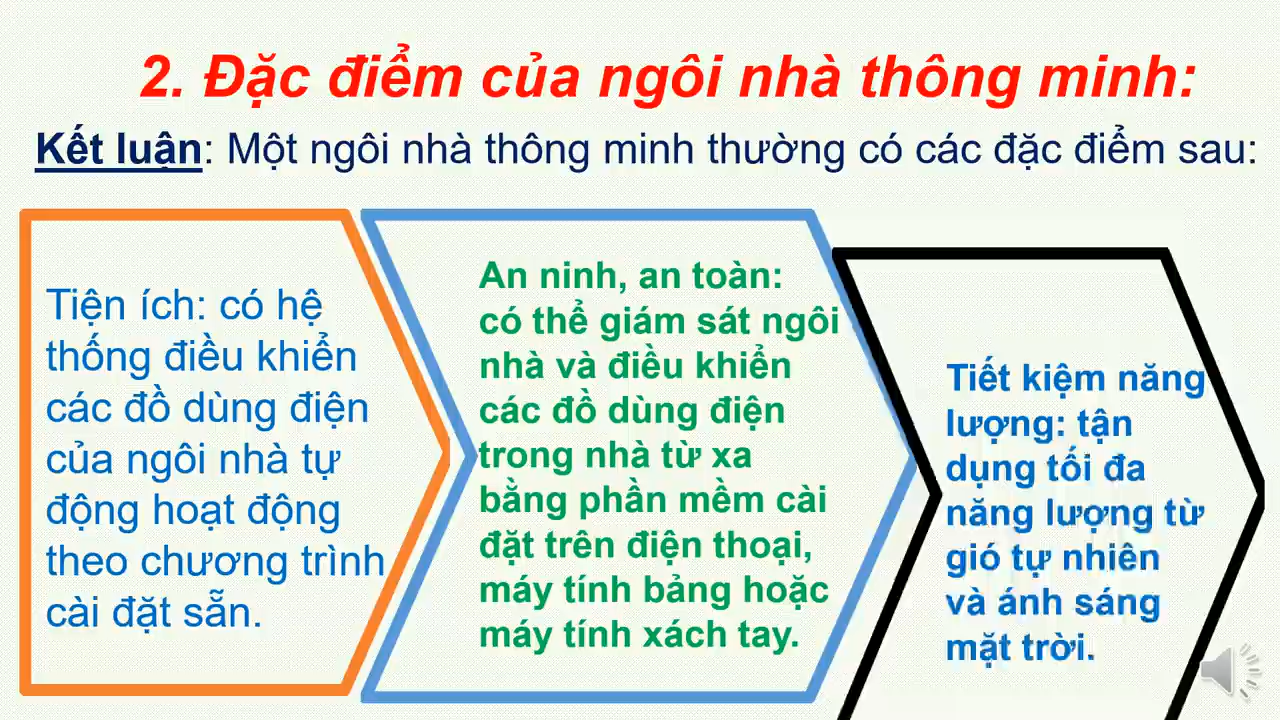 2. Đặc điểm của ngôi nhà thông minh:
Kết luận: Một ngôi nhà thông minh thường có các đặc điểm sau:
Tiện ích: có hệ
thống điều khiển
các đồ dùng điện
của ngôi nhà tự
động hoạt động
theo chương trình
cài đặt sẵn.
An ninh, an toàn:
có thể giám sát ngôi
nhà và điều khiển
các đồ dùng điện
trong nhà từ xa
bằng phần mềm cài
đặt trên điện thoại,
máy tính bảng hoặc
máy tính xách tay.
Tiết kiệm năng
lượng: tận
dụng tối đa
năng lượng từ
gió tự nhiên
và ánh sáng
mặt trời.